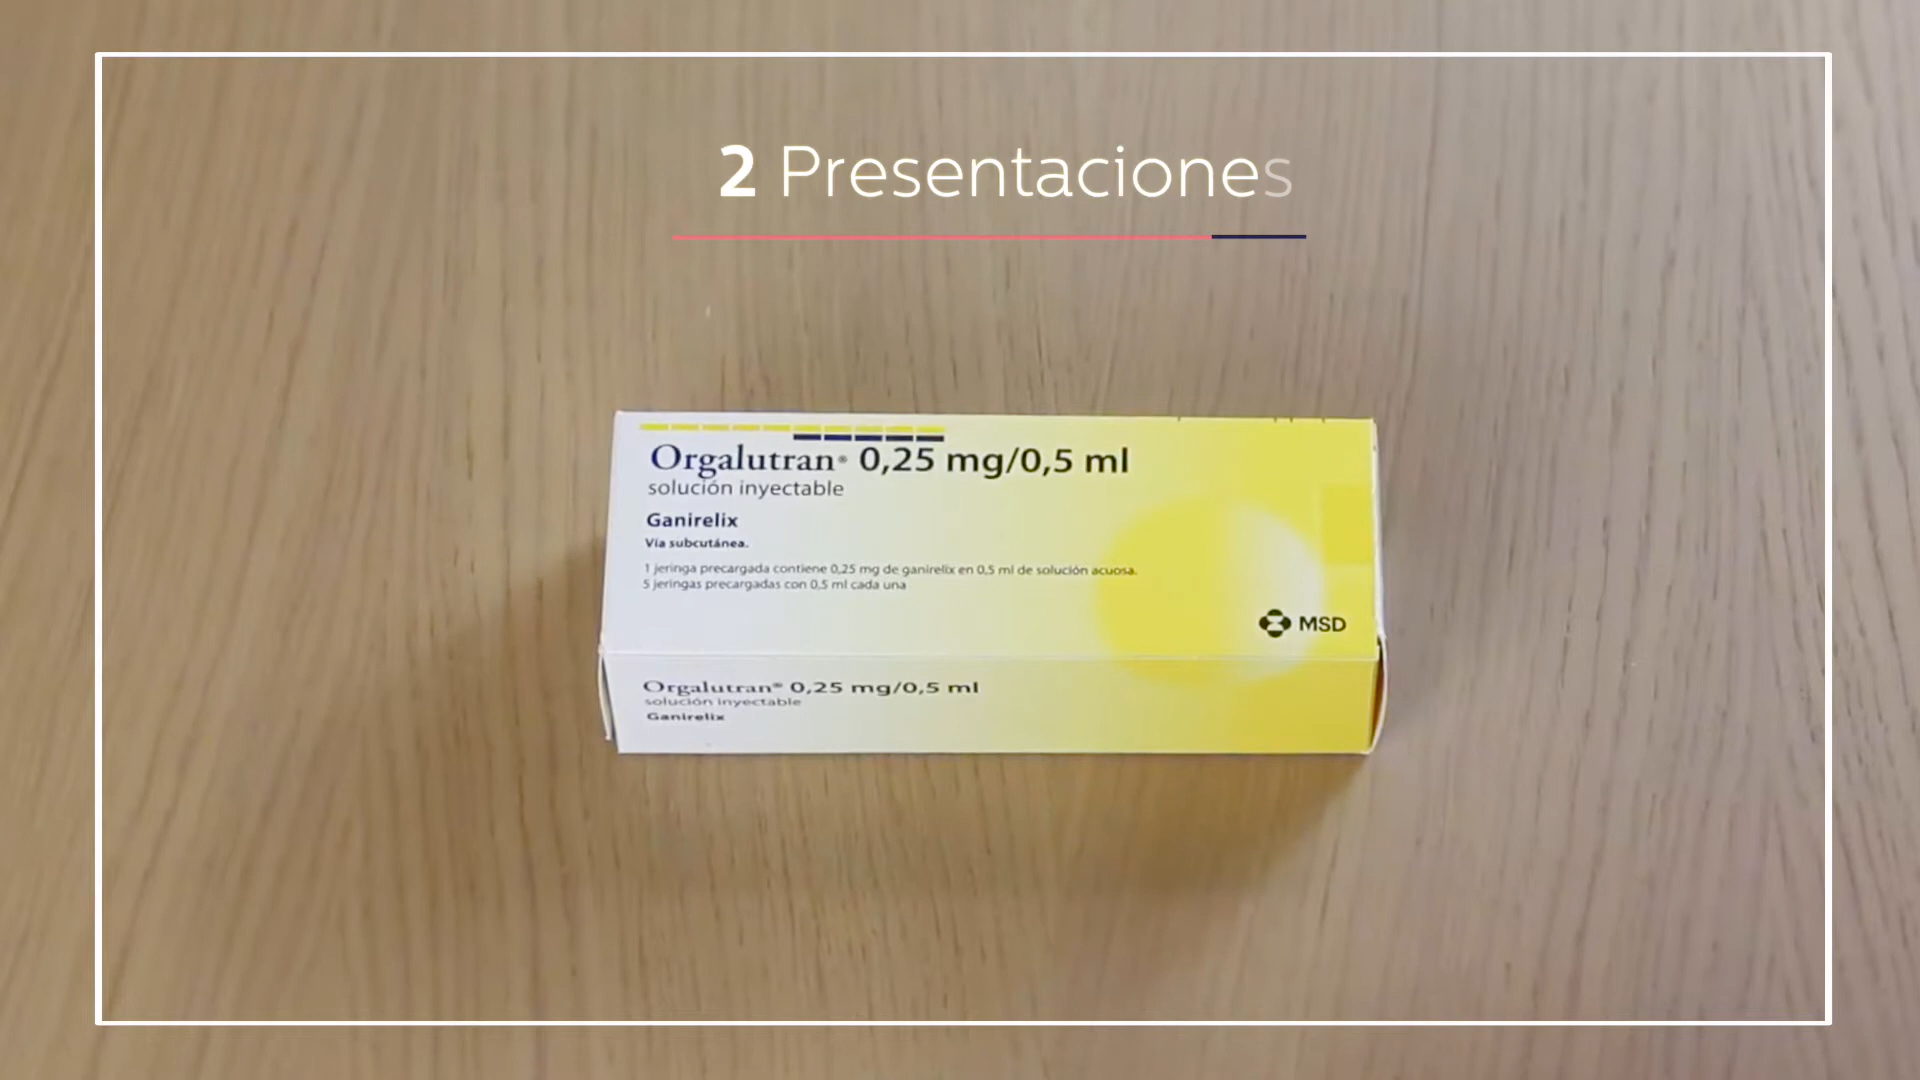 2 Presentaciones
Orgalutran® 0,25 mg/0,5 ml
solución inyectable
Ganirelix
Vía subcutánea.
1 jeringa precargada contiene 0,25 mg de ganirelix en 0,5 ml de solución acuosa.
5 jeringas precargadas con 0,5 ml cada una
MSD
Orgalutran® 0,25 mg/0,5 ml
solución inyectable
Ganirelix